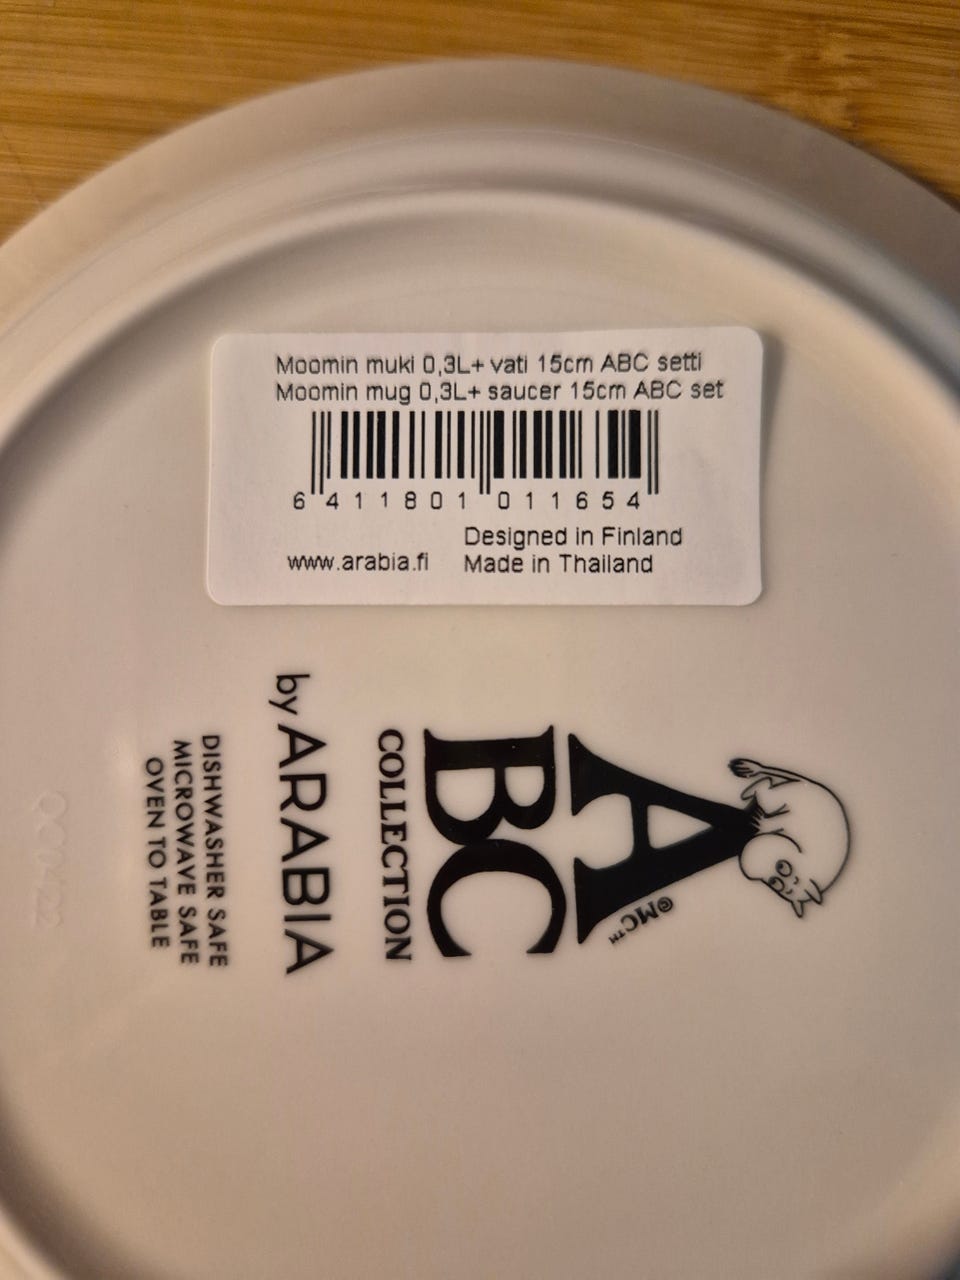 Moomin muki 0,3L+ vati 15cm ABC setti
Moomin mug 0,3L+ saucer 15cm ABC set
6 411801 011654
Designed in Finland
www.arabia.fi Made in Thailand
A
©MC™
BC
COLLECTION
by ARABIA
DISHWASHER SAFE
MICROWAVE SAFE
OVEN TO TABLE